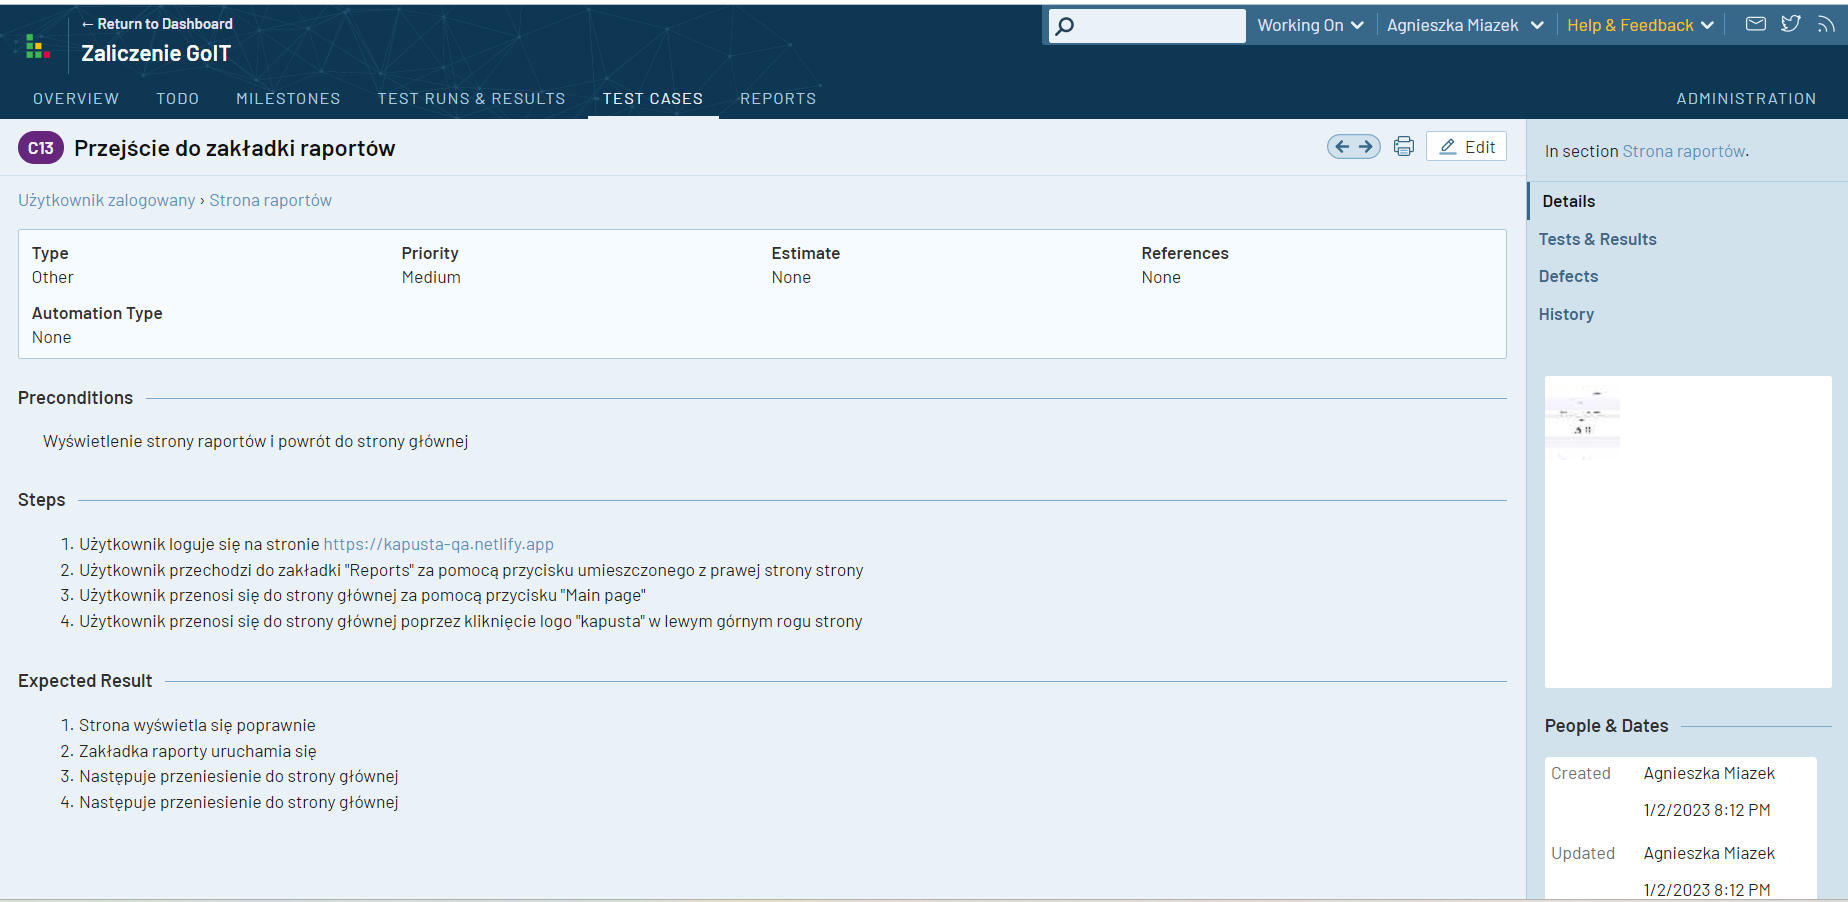 ← Return to Dashboard
Zaliczenie GoIT
Working On
Agnieszka Miazek
Help & Feedback
OVERVIEW
TODO
MILESTONES
TEST RUNS & RESULTS
TEST CASES
REPORTS
ADMINISTRATION
C13 Przejście do zakładki raportów
Edit
In section Strona raportów.
Użytkownik zalogowany › Strona raportów
Details
Tests & Results
Defects
History
Type
Other
Priority
Medium
Estimate
None
References
None
Automation Type
None
Preconditions
Wyświetlenie strony raportów i powrót do strony głównej
Steps
1. Użytkownik loguje się na stronie https://kapusta-qa.netlify.app
2. Użytkownik przechodzi do zakładki "Reports" za pomocą przycisku umieszczonego z prawej strony strony
3. Użytkownik przenosi się do strony głównej za pomocą przycisku "Main page"
4. Użytkownik przenosi się do strony głównej poprzez kliknięcie logo "kapusta" w lewym górnym rogu strony
Expected Result
1. Strona wyświetla się poprawnie
2. Zakładka raporty uruchamia się
3. Następuje przeniesienie do strony głównej
4. Następuje przeniesienie do strony głównej
People & Dates
Created
Agnieszka Miazek
1/2/2023 8:12 PM
Updated
Agnieszka Miazek
1/2/2023 8:12 PM